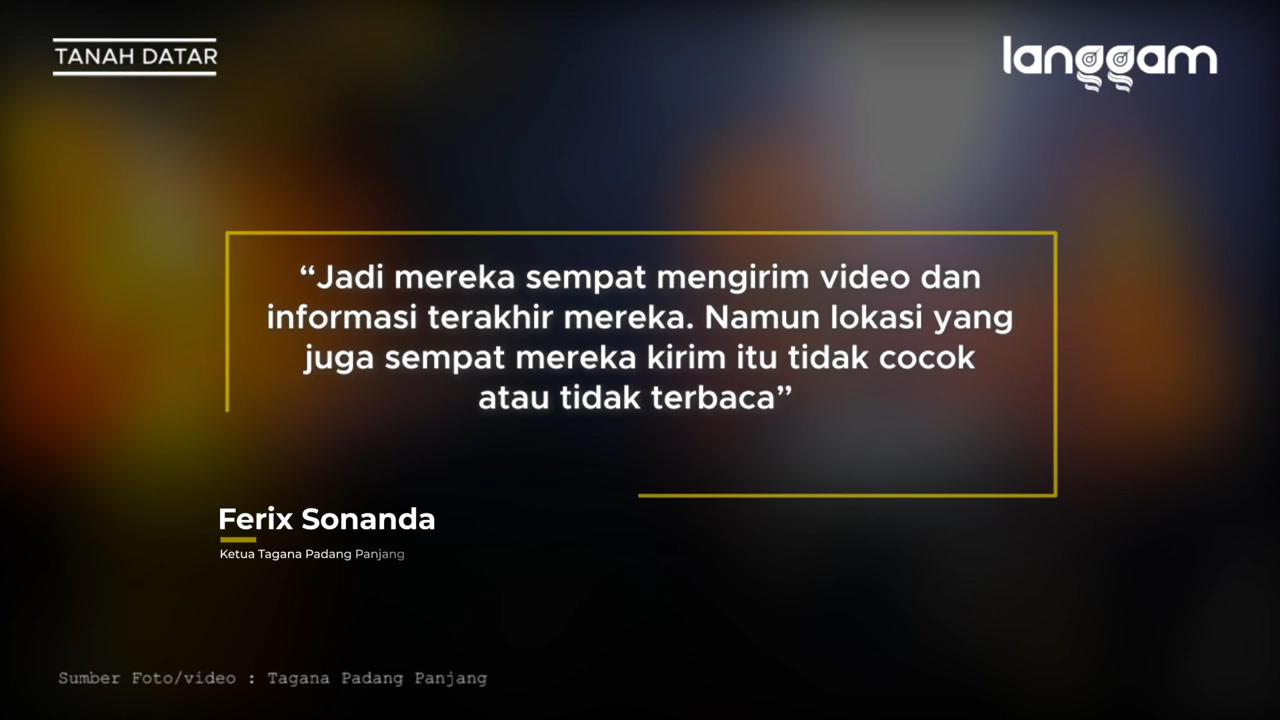 TANAH DATAR
langgam
“Jadi mereka sempat mengirim video dan
informasi terakhir mereka. Namun lokasi yang
juga sempat mereka kirim itu tidak cocok
atau tidak terbaca”
Ferix Sonanda
Ketua Tagana Padang Panjang
Sumber Foto/video : Tagana Padang Panjang